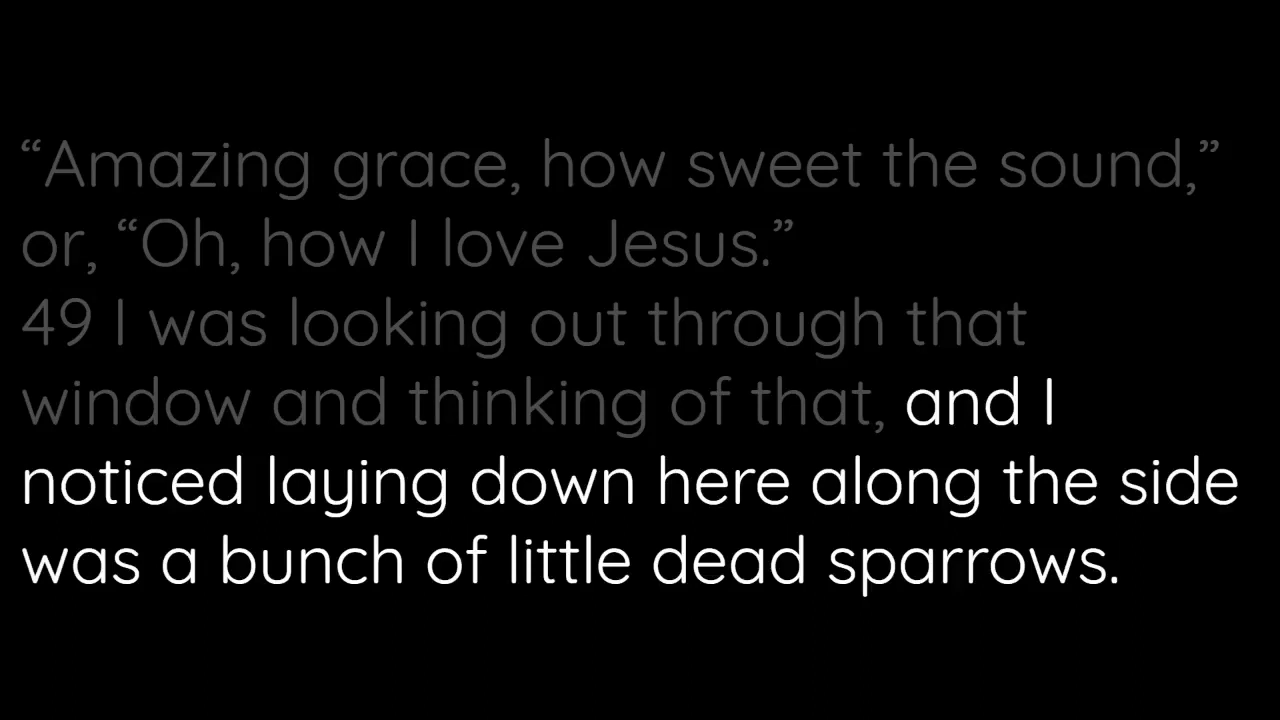 “Amazing grace, how sweet the sound,”
or, “Oh, how I love Jesus.”
49 I was looking out through that
window and thinking of that, and I
noticed laying down here along the side
was a bunch of little dead sparrows.